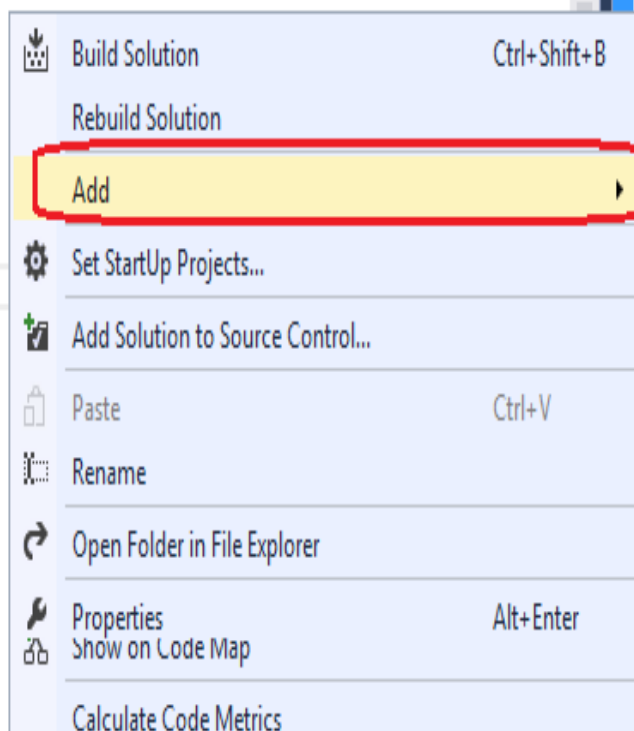 Build Solution Ctrl+Shift+B
Rebuild Solution
Add
Set StartUp Projects...
Add Solution to Source Control...
Paste Ctrl+V
Rename
Open Folder in File Explorer
Properties Alt+Enter
Show on Code Map
Calculate Code Metrics